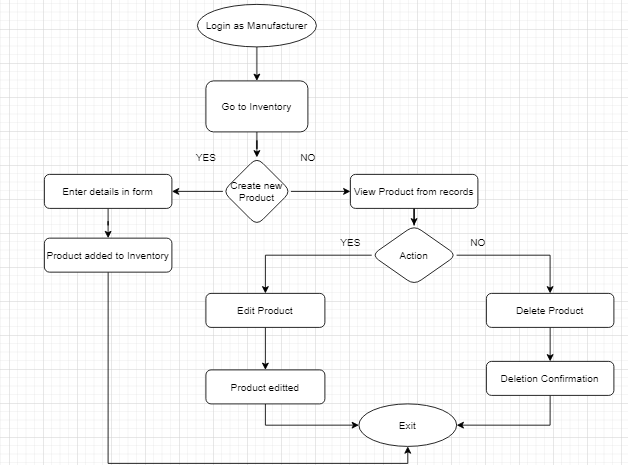 Login as Manufacturer
Go to Inventory
YES
NO
Enter details in form
Create new
Product
View Product from records
Product added to Inventory
YES
Action
NO
Edit Product
Delete Product
Product editted
Deletion Confirmation
Exit